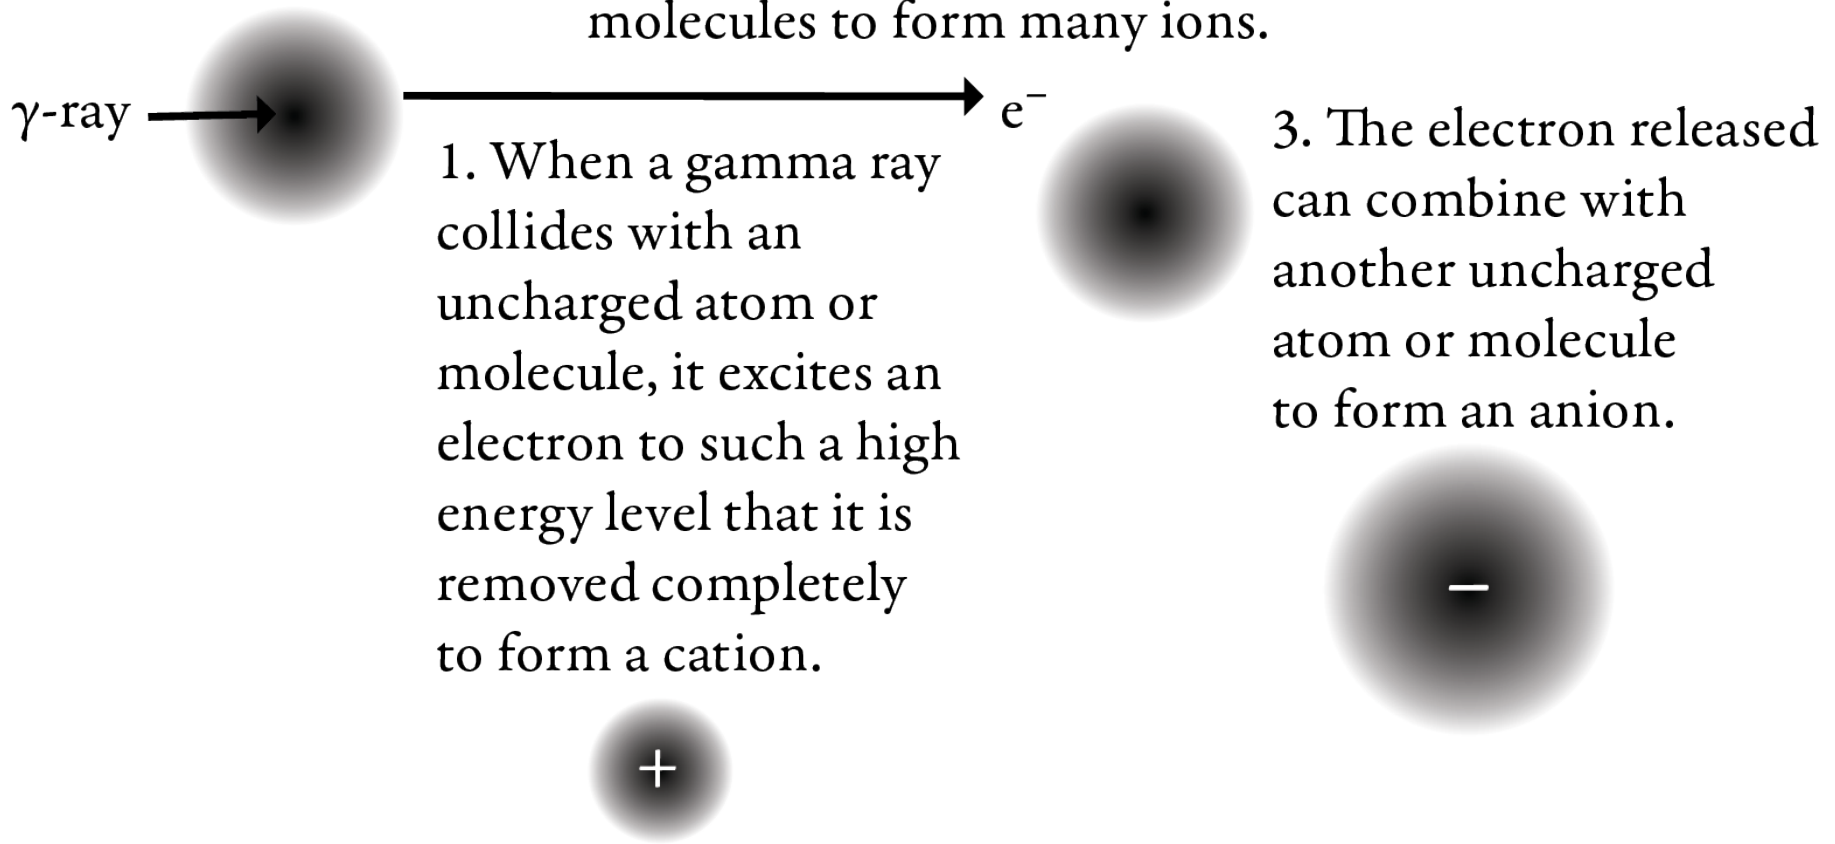 molecules to form many ions.
γ-ray
e⁻
1. When a gamma ray
collides with an
uncharged atom or
molecule, it excites an
electron to such a high
energy level that it is
removed completely
to form a cation.
+
3. The electron released
can combine with
another uncharged
atom or molecule
to form an anion.
−